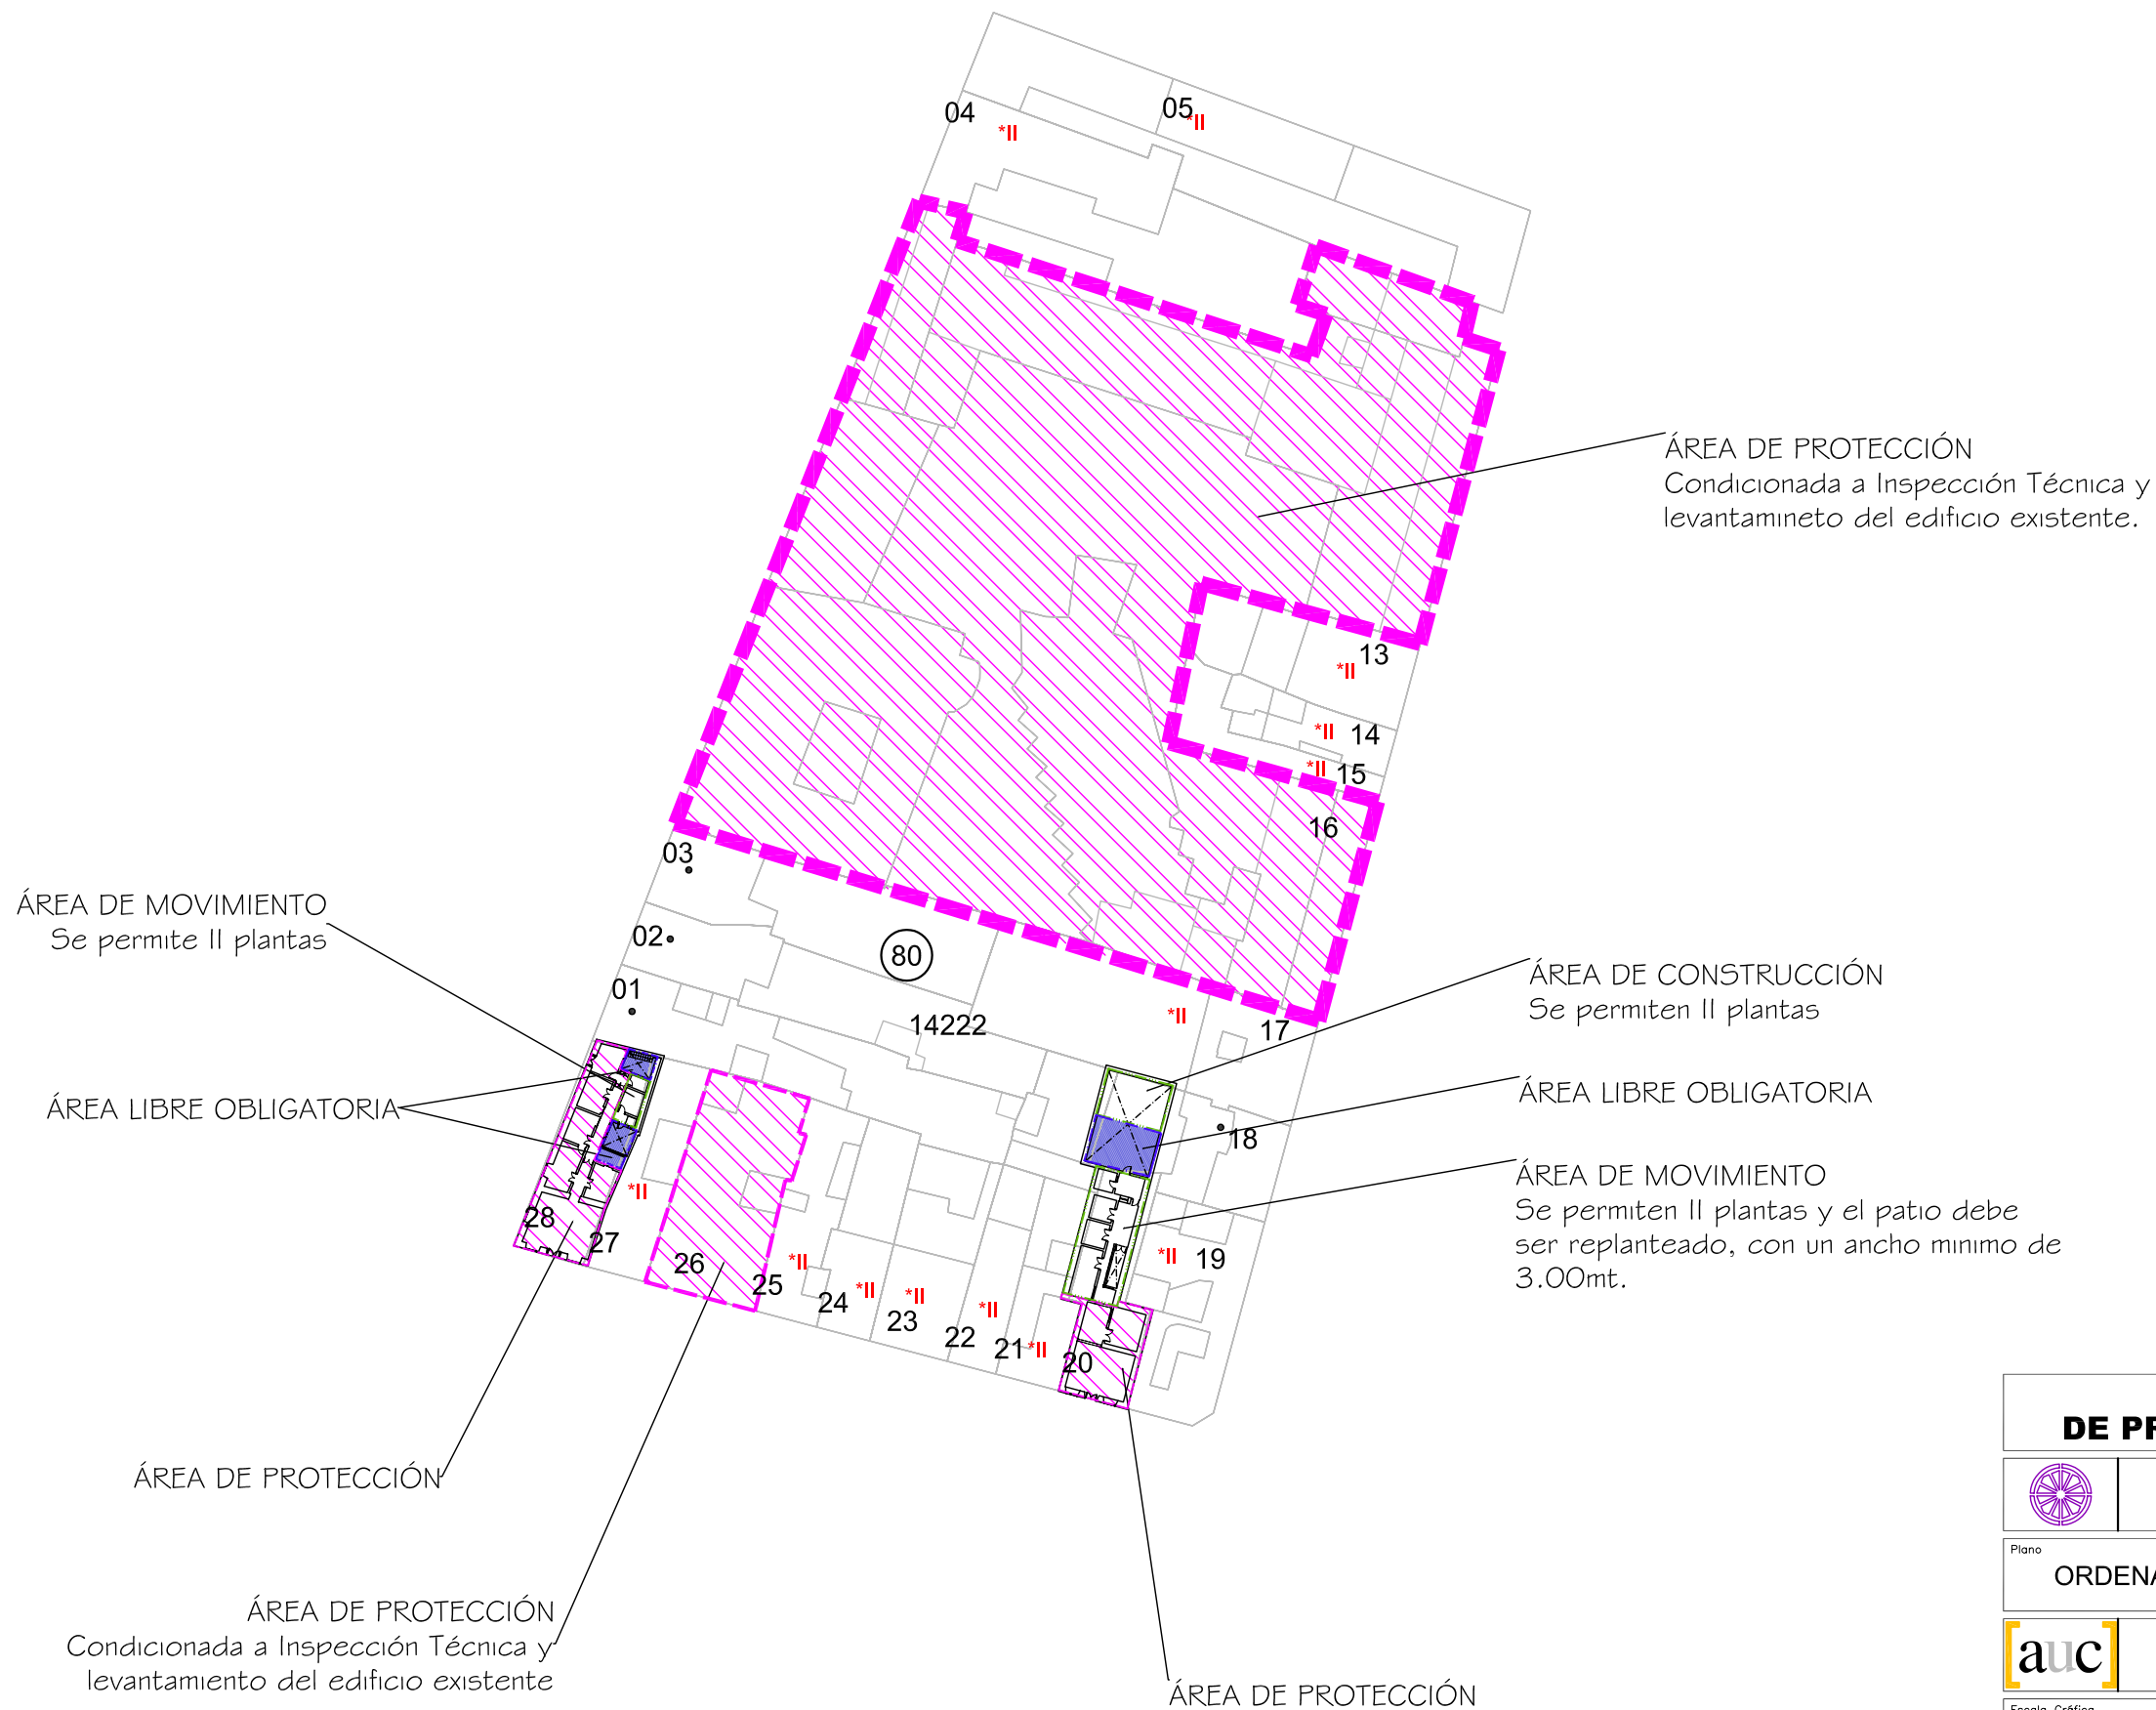 04
*II
05
*II
ÁREA DE PROTECCIÓN
Condicionada a Inspección Técnica y
levantamineto del edificio existente.
13
*II
*II 14
*II 15
16
03
ÁREA DE MOVIMIENTO
Se permite II plantas
02
80
01
14222
*II
17
ÁREA DE CONSTRUCCIÓN
Se permiten II plantas
ÁREA LIBRE OBLIGATORIA
ÁREA LIBRE OBLIGATORIA
18
ÁREA DE MOVIMIENTO
Se permiten II plantas y el patio debe
ser replanteado, con un ancho minimo de
3.00mt.
*II
28
27
26
25
*II
24
*II
23
*II
22
*II
21
*II
20
*II
19
ÁREA DE PROTECCIÓN
ÁREA DE PROTECCIÓN
Condicionada a Inspección Técnica y
levantamiento del edificio existente
ÁREA DE PROTECCIÓN
DE PR
Plano
ORDENA
[auc]
Escala Gráfica